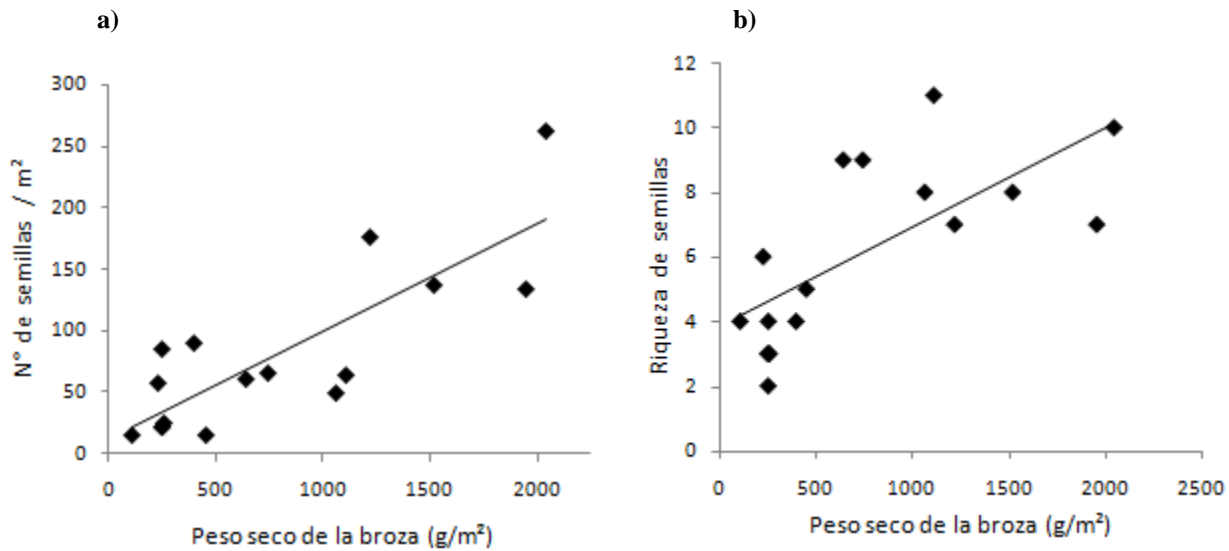 a)
N° de semillas / m²
300
250
200
150
100
50
0
0 500 1000 1500 2000
Peso seco de la broza (g/m²)
b)
Riqueza de semillas
12
10
8
6
4
2
0
0 500 1000 1500 2000 2500
Peso seco de la broza (g/m²)